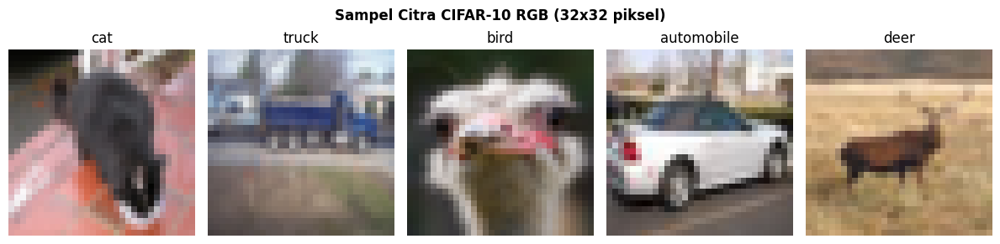 Sampel Citra CIFAR-10 RGB (32x32 piksel)
cat
truck
bird
automobile
deer